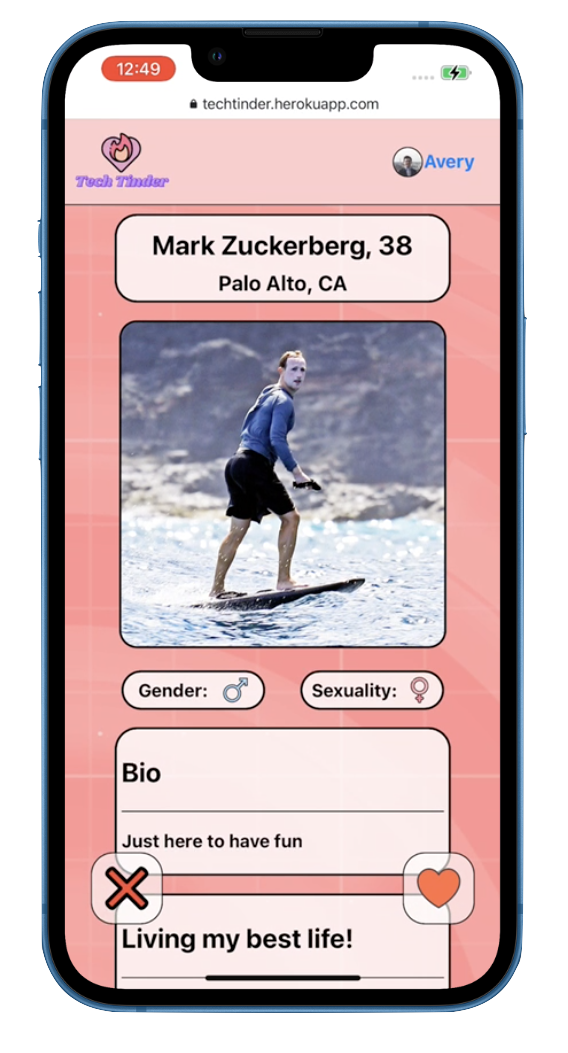 12:49
techtinder.herokuapp.com
Tech Tinder
Avery
Mark Zuckerberg, 38
Palo Alto, CA
Gender:
Sexuality:
Bio
Just here to have fun
Living my best life!